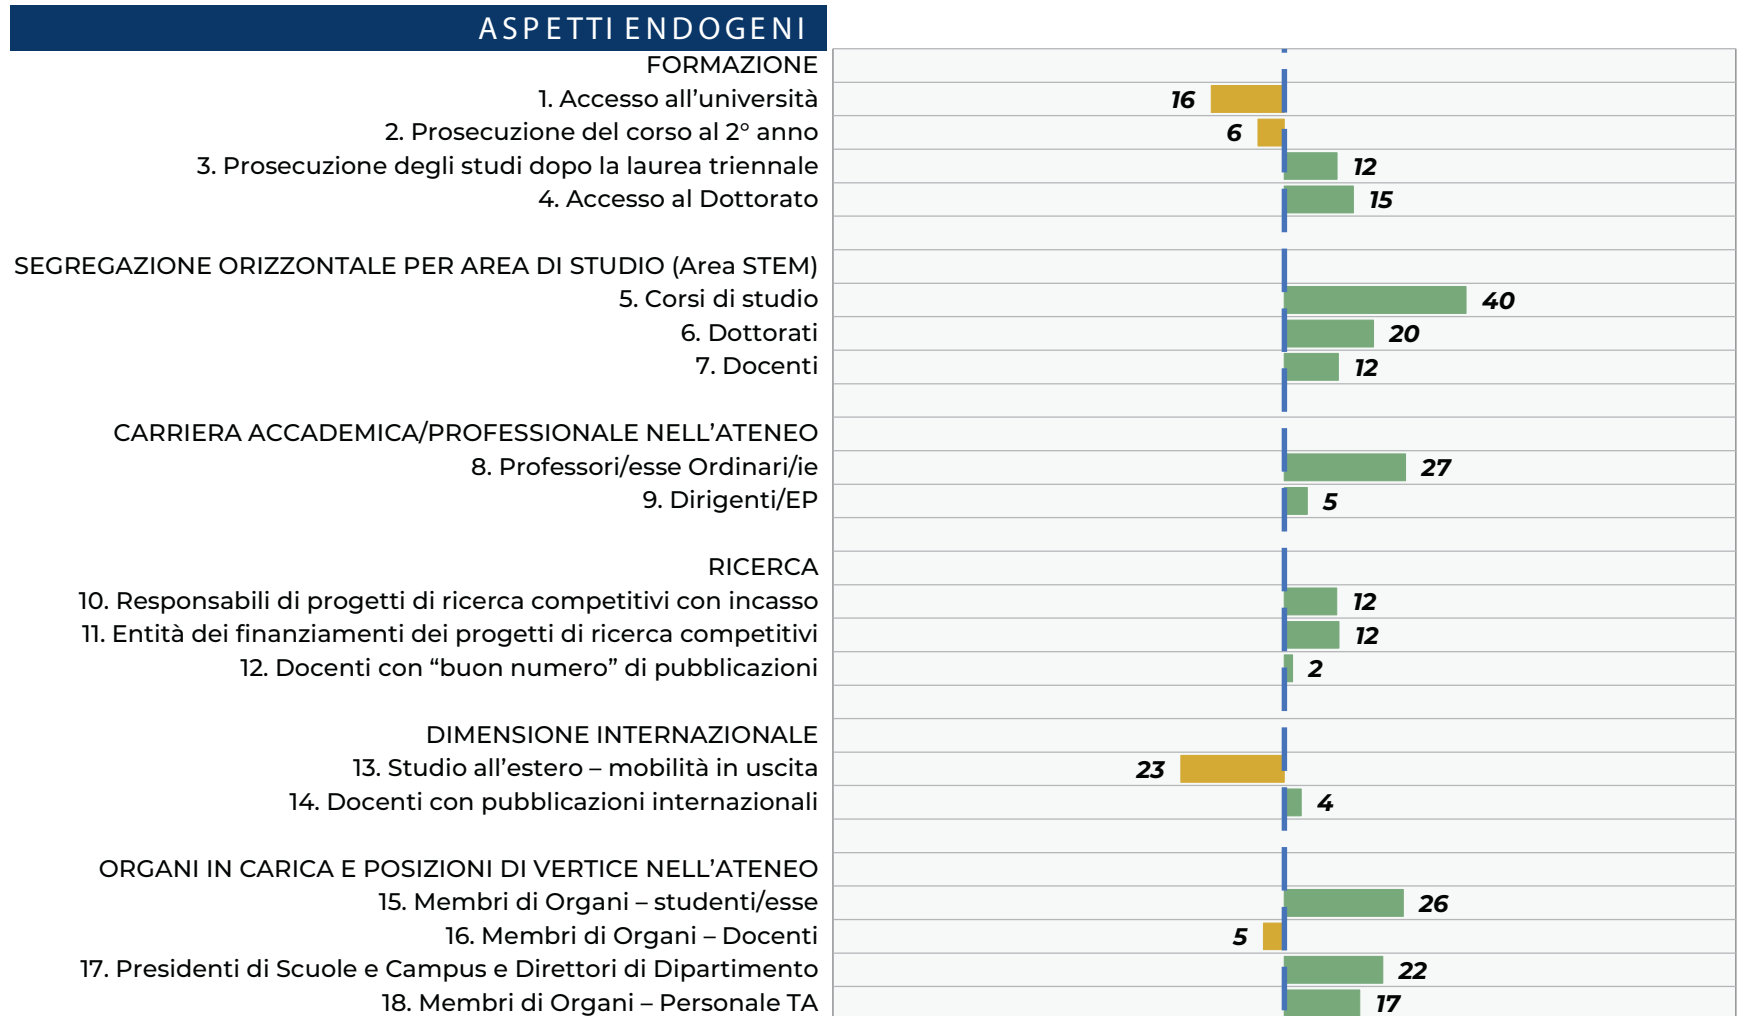 ASPETTI ENDOGENI
FORMAZIONE
1. Accesso all’università 16
2. Prosecuzione del corso al 2° anno 6
3. Prosecuzione degli studi dopo la laurea triennale 12
4. Accesso al Dottorato 15
SEGREGAZIONE ORIZZONTALE PER AREA DI STUDIO (Area STEM)
5. Corsi di studio 40
6. Dottorati 20
7. Docenti 12
CARRIERA ACCADEMICA/PROFESSIONALE NELL’ATENEO
8. Professori/esse Ordinari/ie 27
9. Dirigenti/EP 5
RICERCA
10. Responsabili di progetti di ricerca competitivi con incasso 12
11. Entità dei finanziamenti dei progetti di ricerca competitivi 12
12. Docenti con “buon numero” di pubblicazioni 2
DIMENSIONE INTERNAZIONALE
13. Studio all’estero – mobilità in uscita 23
14. Docenti con pubblicazioni internazionali 4
ORGANI IN CARICA E POSIZIONI DI VERTICE NELL’ATENEO
15. Membri di Organi – studenti/esse 26
16. Membri di Organi – Docenti 5
17. Presidenti di Scuole e Campus e Direttori di Dipartimento 22
18. Membri di Organi – Personale TA 17